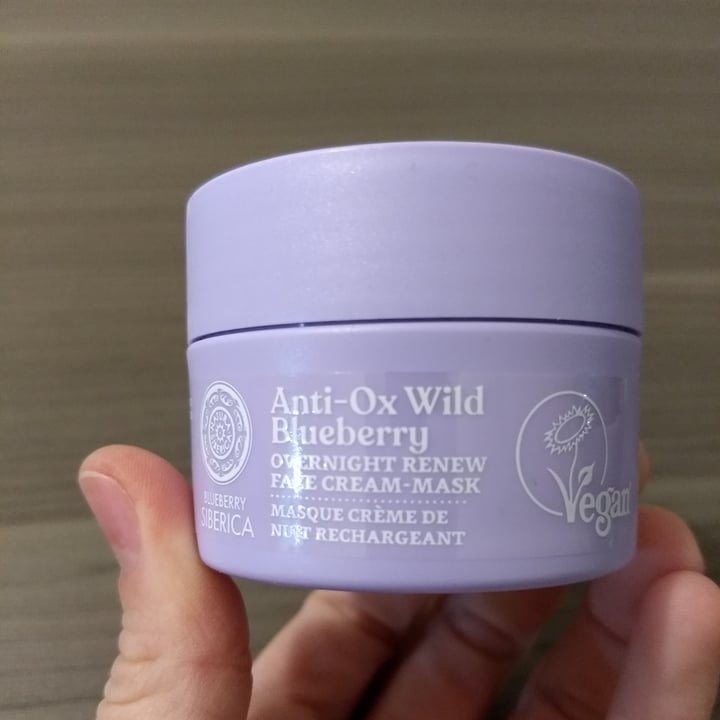 Anti-Ox Wild
Blueberry
OVERNIGHT RENEW
FACE CREAM-MASK
MASQUE CRÈME DE
NUIT RECHARGEANT
BLUEBERRY
SIBERICA
Vegan